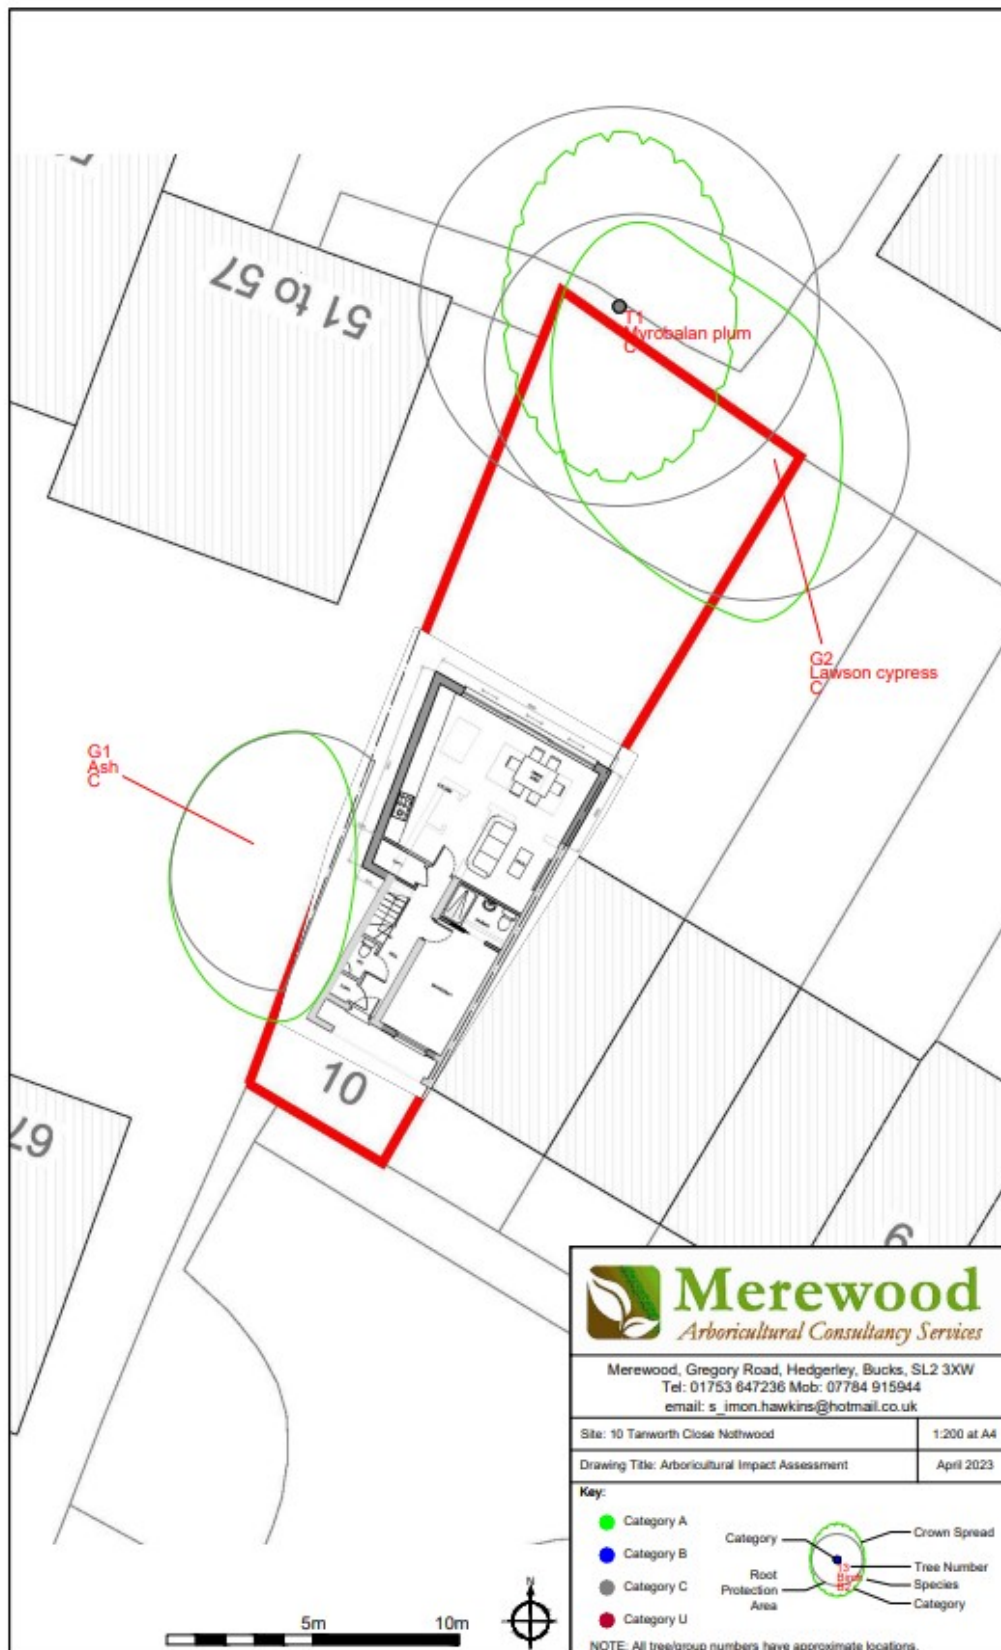 51 to 57
T1
Myrobalan plum
C
G2
Lawson cypress
C
G1
Ash
C
10
67
9
Merewood
Arboricultural Consultancy Services
Merewood, Gregory Road, Hedgerley, Bucks, SL2 3XW
Tel: 01753 647236 Mob: 07784 915944
email: s_imon.hawkins@hotmail.co.uk
Site: 10 Tanworth Close Nothwood
1:200 at A4
Drawing Title: Arboricultural Impact Assessment
April 2023
Key:
Category A
Category B
Category C
Category U
Category
Root
Protection
Area
Crown Spread
Tree Number
Species
Category
N
5m
10m
NOTE: All tree/group numbers have approximate locations.